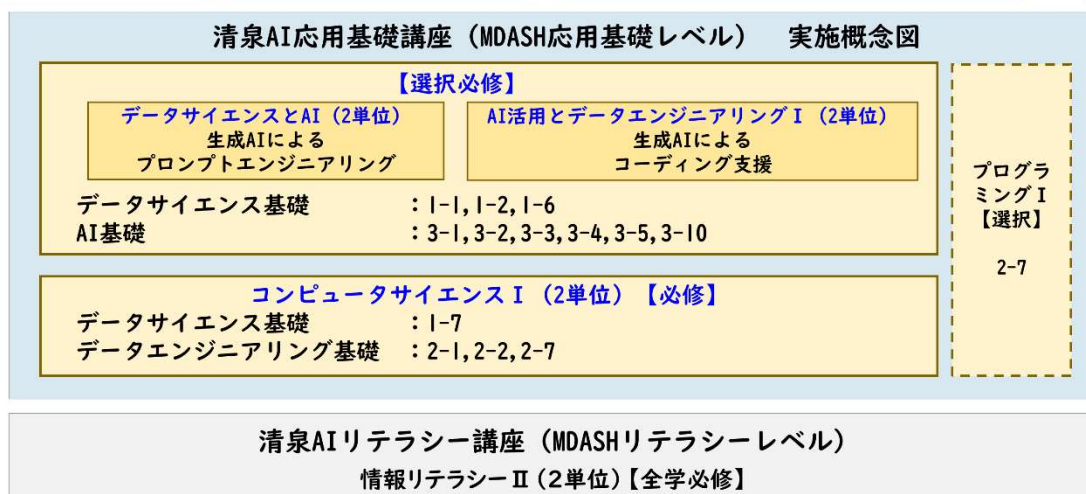 清泉AI応用基礎講座（MDASH応用基礎レベル）　実施概念図
【選択必修】
データサイエンスとAI（2単位）
生成AIによる
プロンプトエンジニアリング
AI活用とデータエンジニアリングⅠ（2単位）
生成AIによる
コーディング支援
データサイエンス基礎　：1-1,1-2,1-6
AI基礎　：3-1,3-2,3-3,3-4,3-5,3-10
コンピュータサイエンスⅠ（2単位）【必修】
データサイエンス基礎　：1-7
データエンジニアリング基礎　：2-1,2-2,2-7
プログラ
ミングⅠ
【選択】
2-7
清泉AIリテラシー講座（MDASHリテラシーレベル）
情報リテラシーⅡ（2単位）【全学必修】